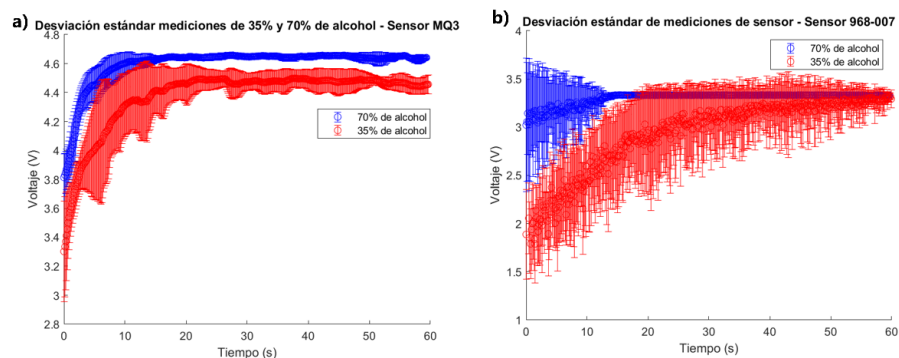 a)
Desviación estándar mediciones de 35% y 70% de alcohol - Sensor MQ3
4.8
4.6
4.4
4.2
4
3.8
3.6
3.4
3.2
3
2.8
Voltaje (V)
70% de alcohol
35% de alcohol
0 10 20 30 40 50 60
Tiempo (s)
b)
Desviación estándar de mediciones de sensor - Sensor 968-007
4
3.5
3
2.5
2
1.5
1
Voltaje (V)
70% de alcohol
35% de alcohol
0 10 20 30 40 50 60
Tiempo (s)